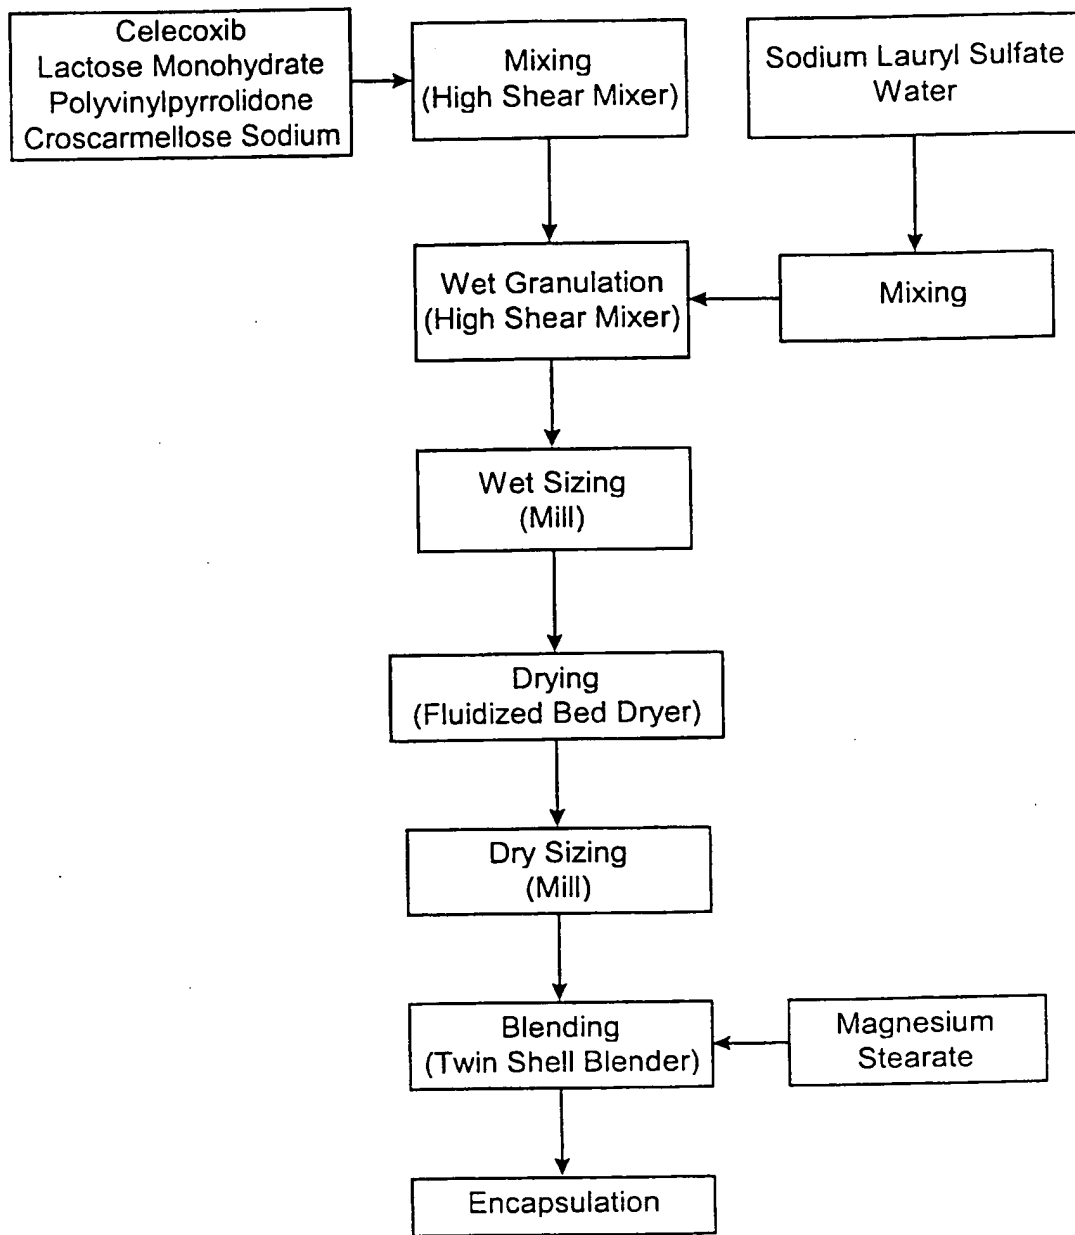 Celecoxib
Lactose Monohydrate
Polyvinylpyrrolidone
Croscarmellose Sodium
Mixing
(High Shear Mixer)
Sodium Lauryl Sulfate
Water
Wet Granulation
(High Shear Mixer)
Mixing
Wet Sizing
(Mill)
Drying
(Fluidized Bed Dryer)
Dry Sizing
(Mill)
Blending
(Twin Shell Blender)
Magnesium
Stearate
Encapsulation